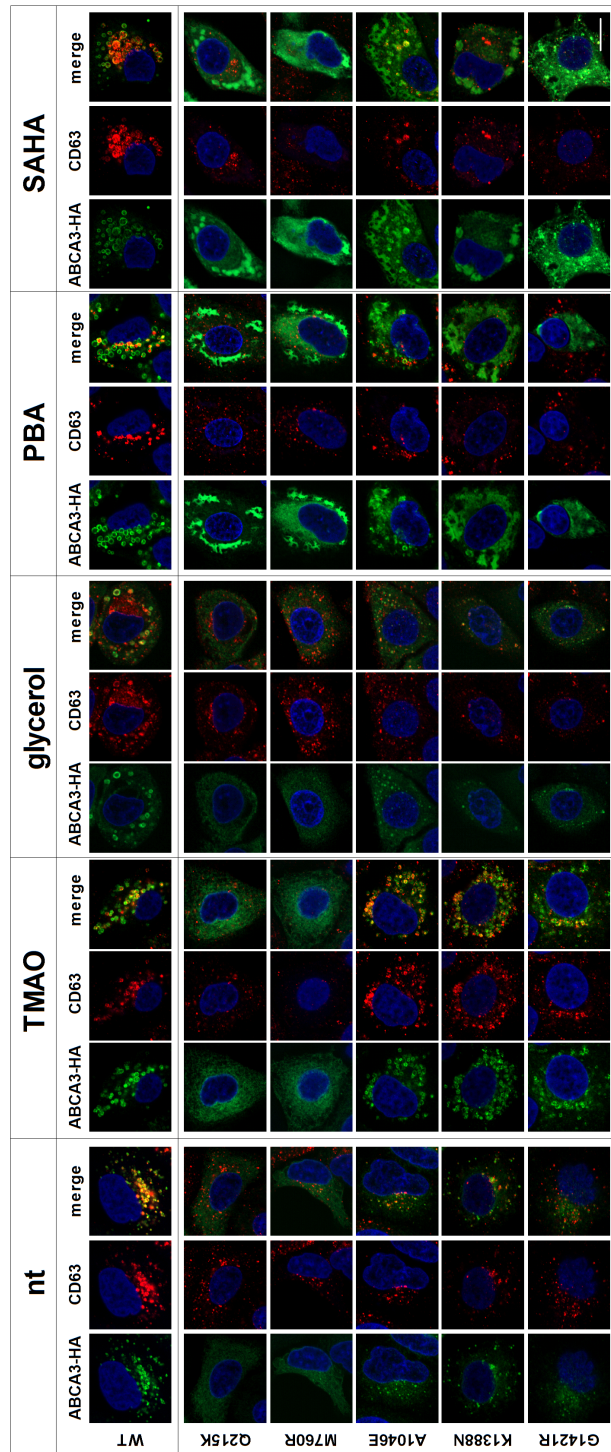 nt TMAO glycerol PBA SAHA
ABCA3-HA CD63 merge ABCA3-HA CD63 merge ABCA3-HA CD63 merge ABCA3-HA CD63 merge ABCA3-HA CD63 merge
WT
Q215K
M760R
A1046E
K1388N
G1421R